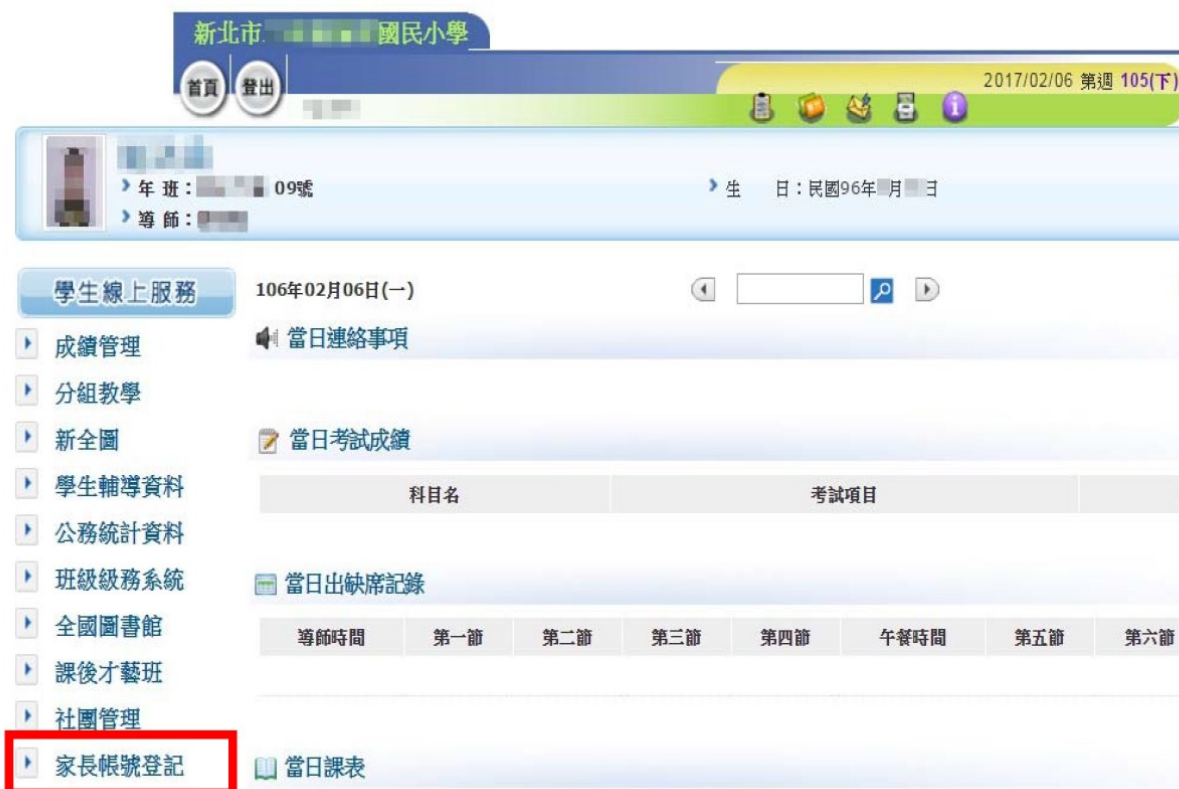 新北市 國民小學
首頁 登出
2017/02/06 第週 105(下)
年 班： 09號
生 日：民國96年 月 日
導 師：
學生線上服務
106年02月06日(一)
成績管理
當日連絡事項
分組教學
新全圖
當日考試成績
學生輔導資料
科目名 考試項目
公務統計資料
班級級務系統
當日出缺席記錄
全國圖書館
導師時間 第一節 第二節 第三節 第四節 午餐時間 第五節 第六節
課後才藝班
社團管理
家長帳號登記
當日課表